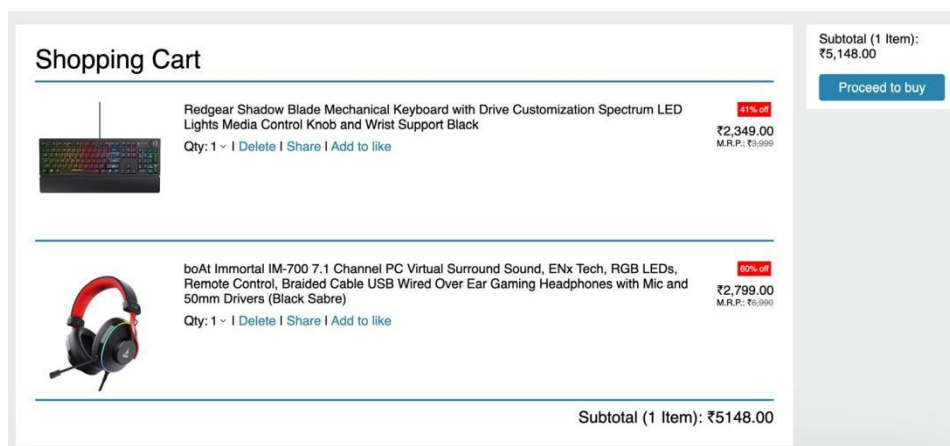 Shopping Cart
Redgear Shadow Blade Mechanical Keyboard with Drive Customization Spectrum LED
Lights Media Control Knob and Wrist Support Black
Qty: 1 | Delete | Share | Add to like
41% off
₹2,349.00
M.R.P.: ₹3,999
boAt Immortal IM-700 7.1 Channel PC Virtual Surround Sound, ENx Tech, RGB LEDs,
Remote Control, Braided Cable USB Wired Over Ear Gaming Headphones with Mic and
50mm Drivers (Black Sabre)
Qty: 1 | Delete | Share | Add to like
60% off
₹2,799.00
M.R.P.: ₹6,990
Subtotal (1 Item): ₹5148.00
Subtotal (1 Item):
₹5,148.00
Proceed to buy